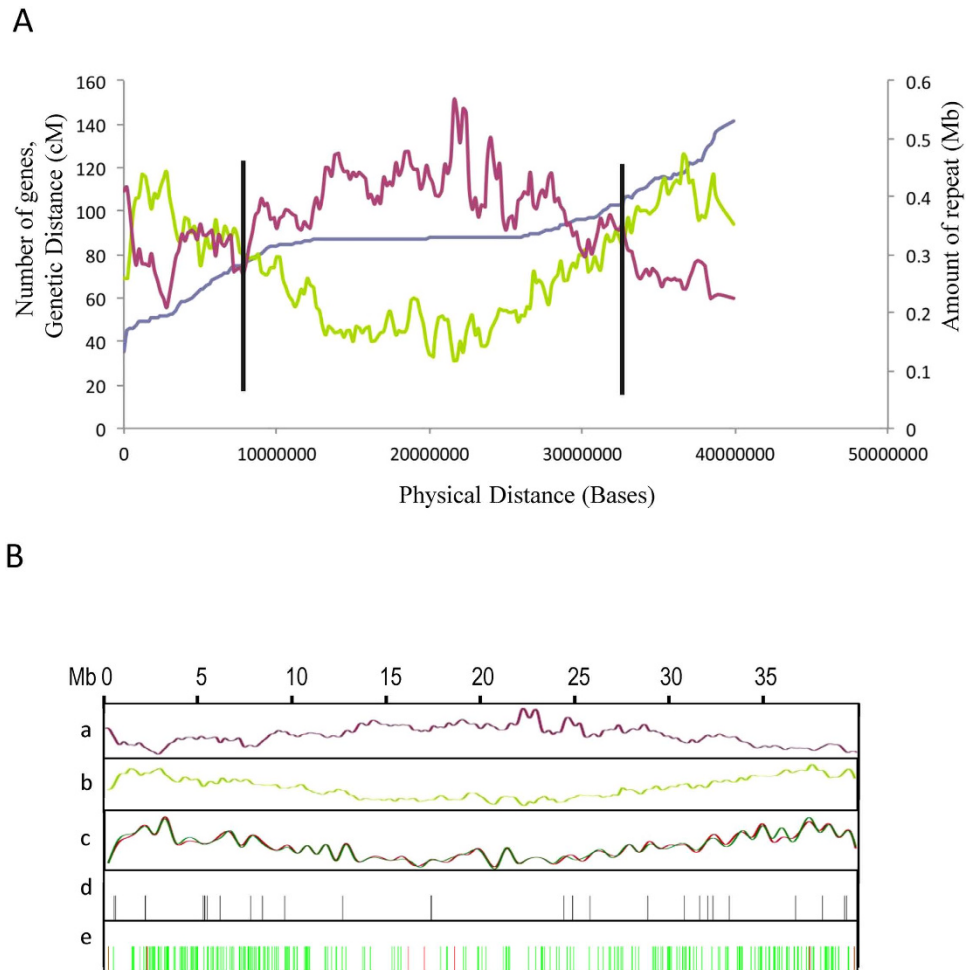 A
Number of genes,
Genetic Distance (cM)
160
140
120
100
80
60
40
20
0
0.6
0.5
0.4
0.3
0.2
0.1
0
Amount of repeat (Mb)
0 10000000 20000000 30000000 40000000 50000000
Physical Distance (Bases)
B
Mb 0 5 10 15 20 25 30 35
a
b
c
d
e